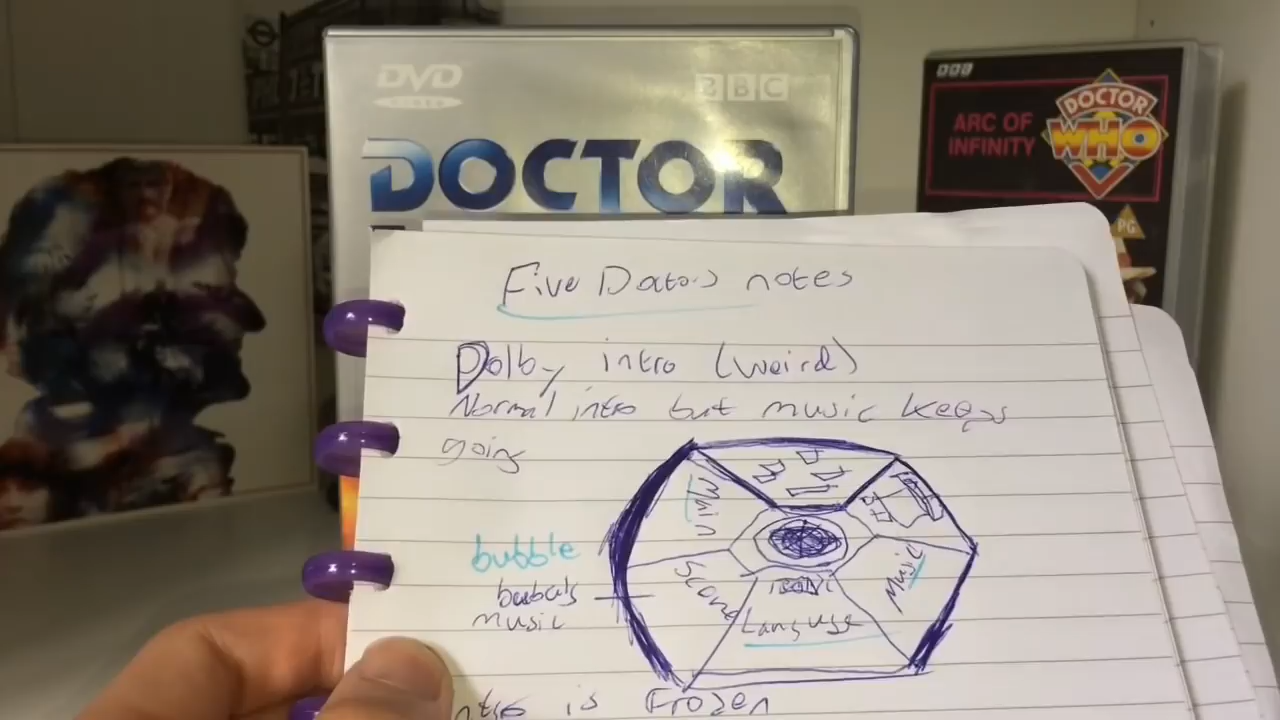 DVD
VIDEO
BBC
DOCTOR
BBC
DOCTOR
WHO
ARC OF
INFINITY
PG
Five Doctors notes
Dolby intro (weird)
Normal intro but music keeps
going
Main
bubble
music
Scene
Music
Language
is Frozen